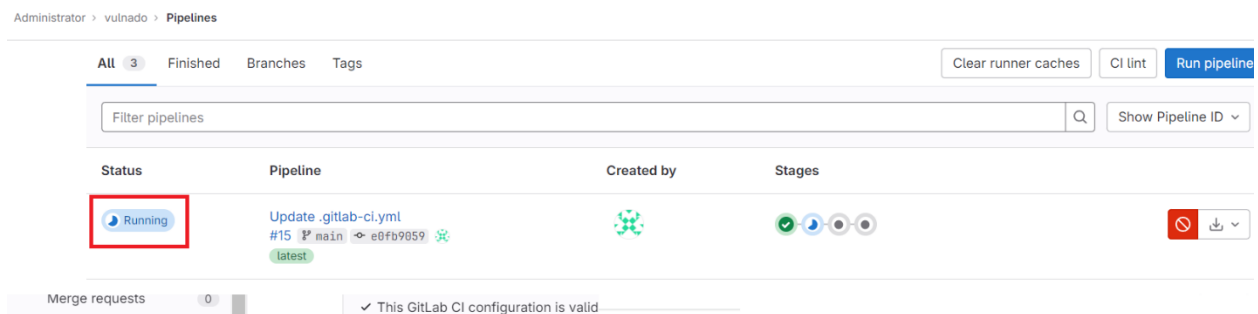 Administrator > vulnado > Pipelines
All 3 Finished Branches Tags Clear runner caches CI lint Run pipeline
Filter pipelines Show Pipeline ID
Status Pipeline Created by Stages
Running
Update .gitlab-ci.yml
#15 main e0fb9059
latest
Merge requests 0
This GitLab CI configuration is valid